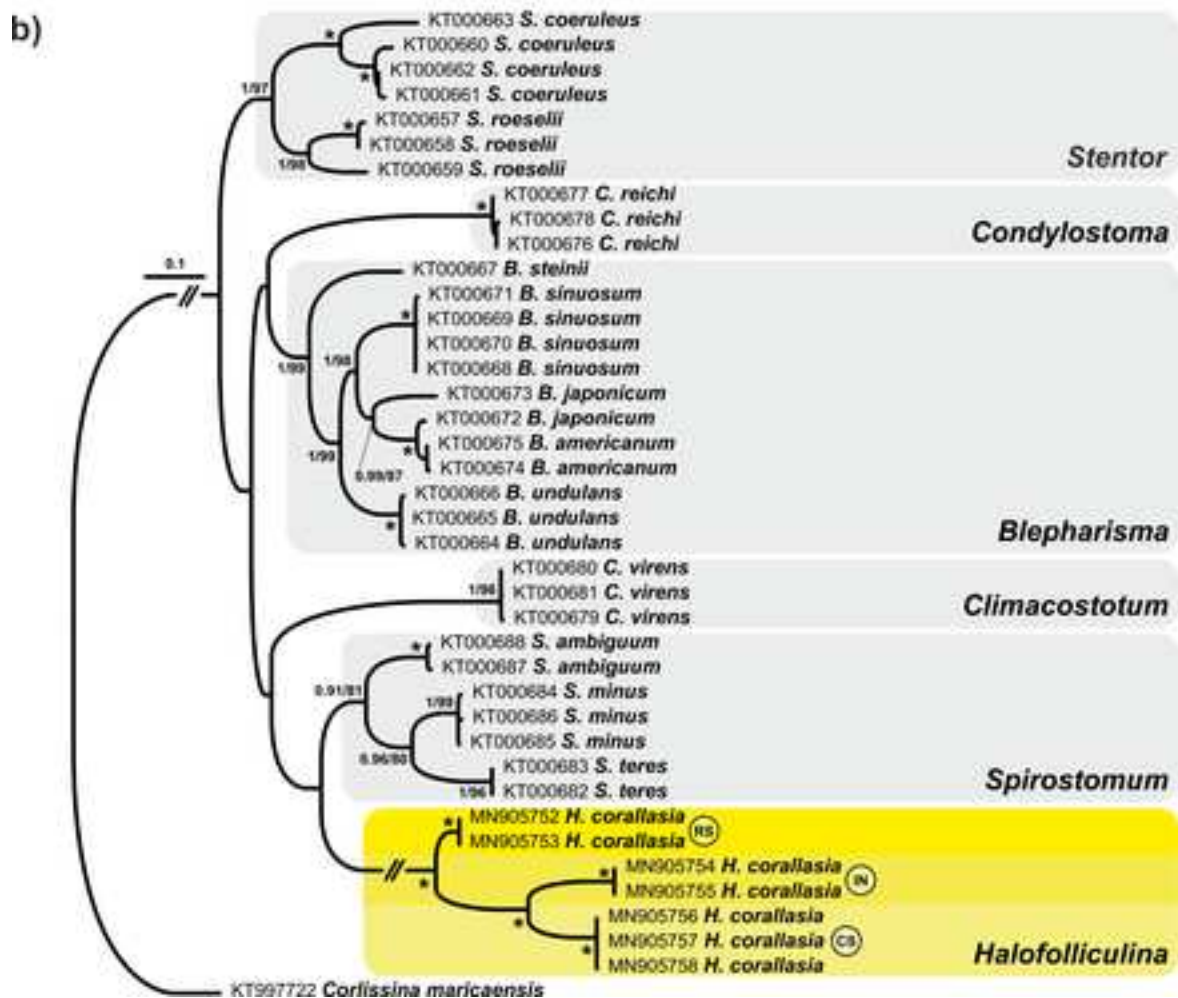 b)
KT000663 S. coeruleus
KT000660 S. coeruleus
KT000662 S. coeruleus
KT000661 S. coeruleus
1/97
KT000657 S. roeselii
KT000658 S. roeselii
1/98
KT000659 S. roeselii
Stentor
KT000677 C. reichi
KT000678 C. reichi
KT000676 C. reichi
Condylostoma
0.1
KT000667 B. steinii
KT000671 B. sinuosum
KT000669 B. sinuosum
KT000670 B. sinuosum
1/98
1/99
KT000668 B. sinuosum
KT000673 B. japonicum
KT000672 B. japonicum
KT000675 B. americanum
1/99
0.99/87
KT000674 B. americanum
KT000666 B. undulans
KT000665 B. undulans
KT000664 B. undulans
Blepharisma
KT000680 C. virens
1/98
KT000681 C. virens
KT000679 C. virens
Climacostotum
KT000688 S. ambiguum
KT000687 S. ambiguum
0.91/81
KT000684 S. minus
1/99
KT000686 S. minus
KT000685 S. minus
0.96/80
KT000683 S. teres
1/96
KT000682 S. teres
Spirostomum
MN905752 H. corallasia
RS
MN905753 H. corallasia
MN905754 H. corallasia
IN
MN905755 H. corallasia
MN905756 H. corallasia
MN905757 H. corallasia CS
MN905758 H. corallasia
Halofolliculina
KT997722 Corlissina maricaensis